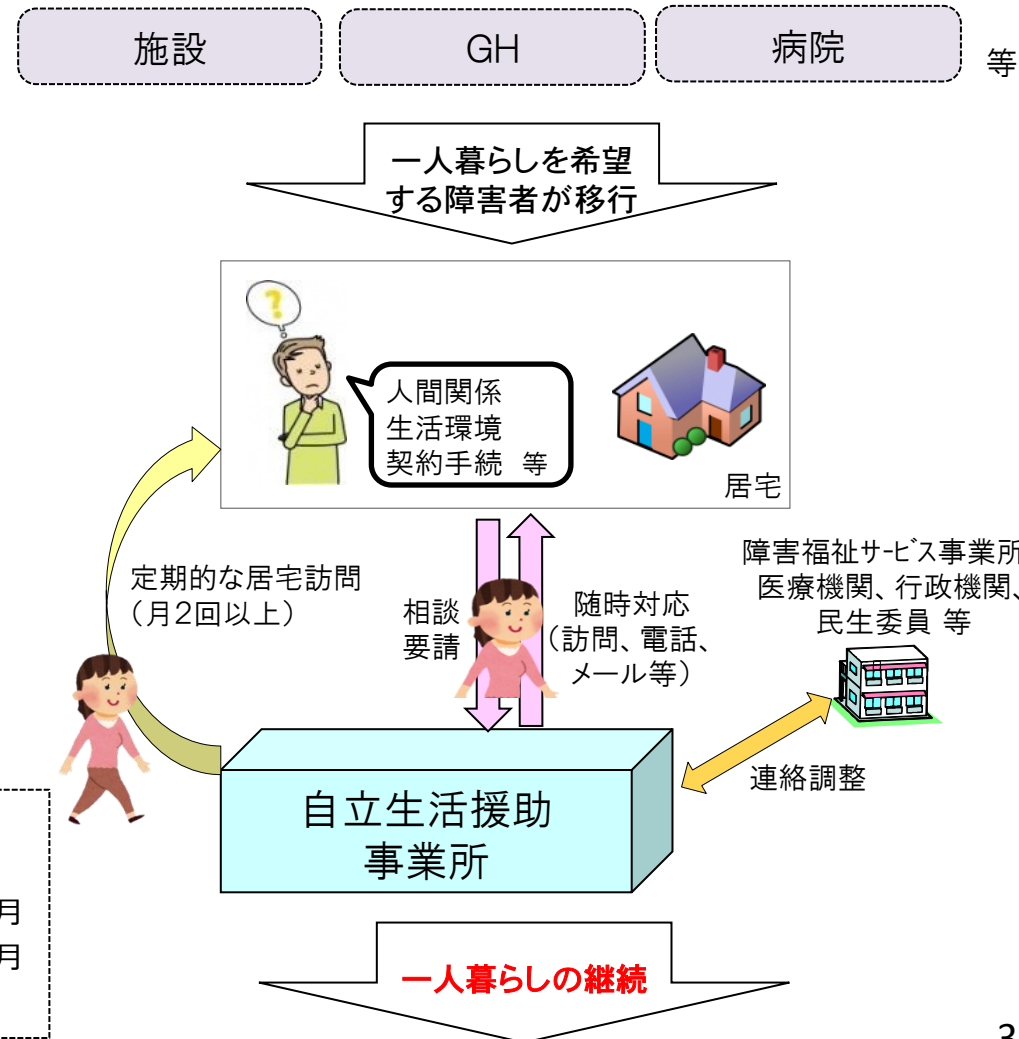 施設
GH
病院
等
一人暮らしを希望
する障害者が移行
?
人間関係
生活環境
契約手続 等
居宅
定期的な居宅訪問
（月2回以上）
相談
要請
随時対応
（訪問、電話、
メール等）
障害福祉サービス事業所
医療機関、行政機関、
民生委員 等
連絡調整
自立生活援助
事業所
月
月
一人暮らしの継続
3